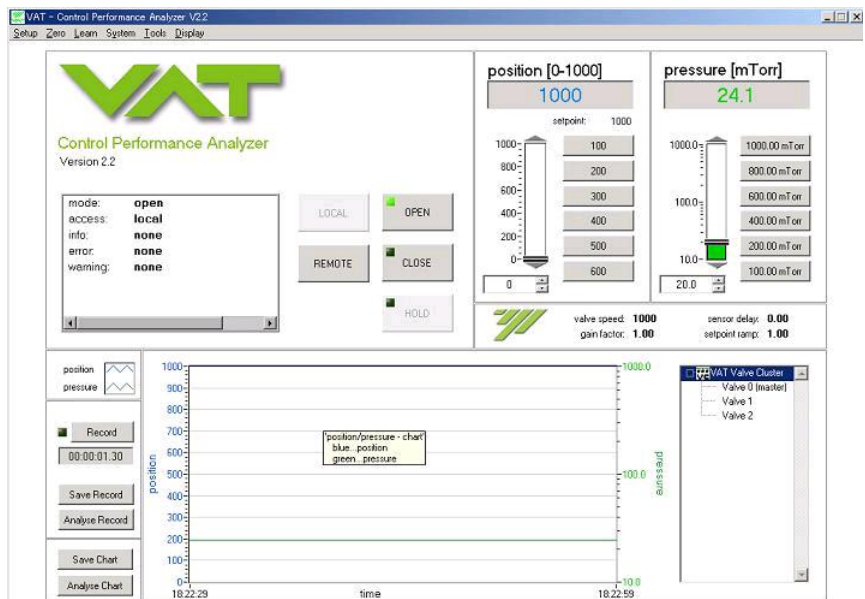 VAT - Control Performance Analyzer V2.2
Setup Zero Learn System Tools Display
VAT
Control Performance Analyzer
Version 2.2
mode: open
access: local
info: none
error: none
warning: none
LOCAL
OPEN
REMOTE
CLOSE
HOLD
position [0-1000]
1000
setpoint: 1000
1000-
800-
600-
400-
200-
0-
100
200
300
400
500
600
0
pressure [mTorr]
24.1
1000.0-
100.0-
10.0-
1000.00 mTorr
800.00 mTorr
600.00 mTorr
400.00 mTorr
200.00 mTorr
100.00 mTorr
20.0
valve speed: 1000
sensor delay: 0.00
gain factor: 1.00
setpoint ramp: 1.00
position
pressure
Record
00:00:01.30
Save Record
Analyse Record
Save Chart
Analyse Chart
position
1000-
900-
800-
700-
600-
500-
400-
300-
200-
100-
0-
'position/pressure - chart'
blue...position
green...pressure
-1000.0
-100.0
-10.0
pressure
18:22:29
time
18:22:59
VAT Valve Cluster
Valve 0 (master)
Valve 1
Valve 2